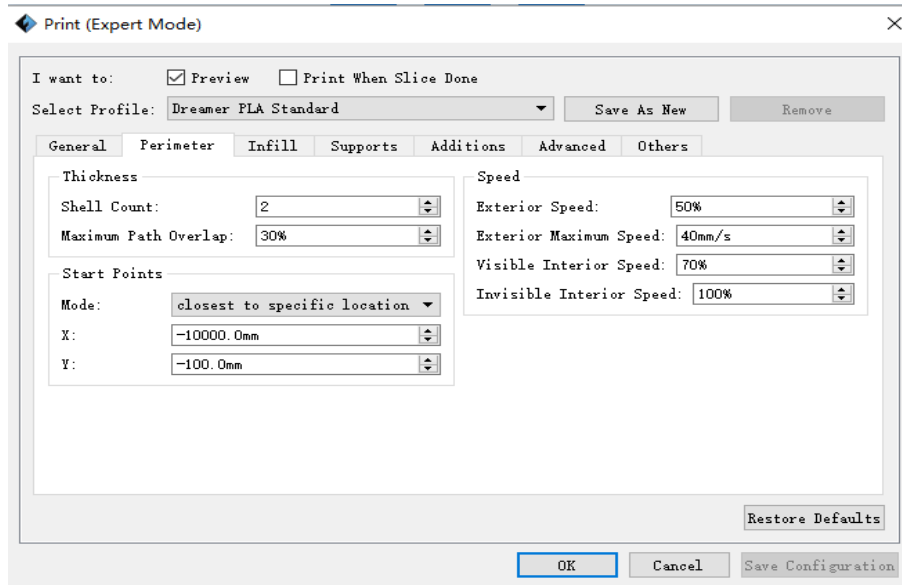 Print (Expert Mode)
I want to: Preview Print When Slice Done
Select Profile: Dreamer PLA Standard Save As New Remove
General Perimeter Infill Supports Additions Advanced Others
Thickness
Shell Count: 2
Maximum Path Overlap: 30%
Start Points
Mode: closest to specific location
X: -10000.0mm
Y: -100.0mm
Speed
Exterior Speed: 50%
Exterior Maximum Speed: 40mm/s
Visible Interior Speed: 70%
Invisible Interior Speed: 100%
Restore Defaults
OK Cancel Save Configuration